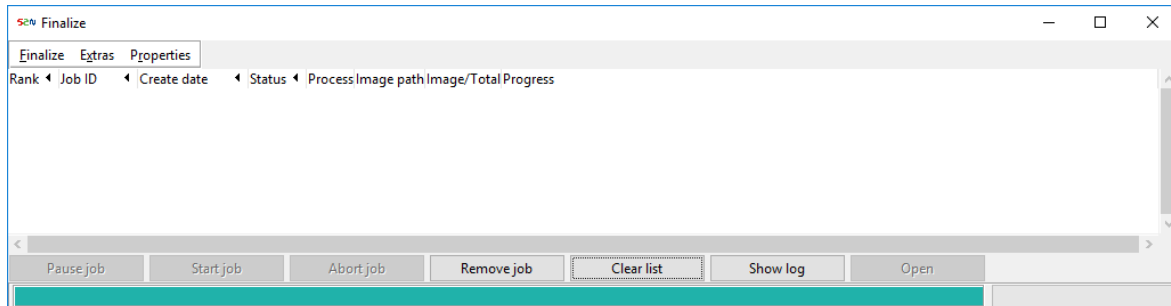 S2N Finalize
Finalize Extras Properties
Rank Job ID Create date Status Process Image path Image/Total Progress
Pause job Start job Abort job Remove job Clear list Show log Open